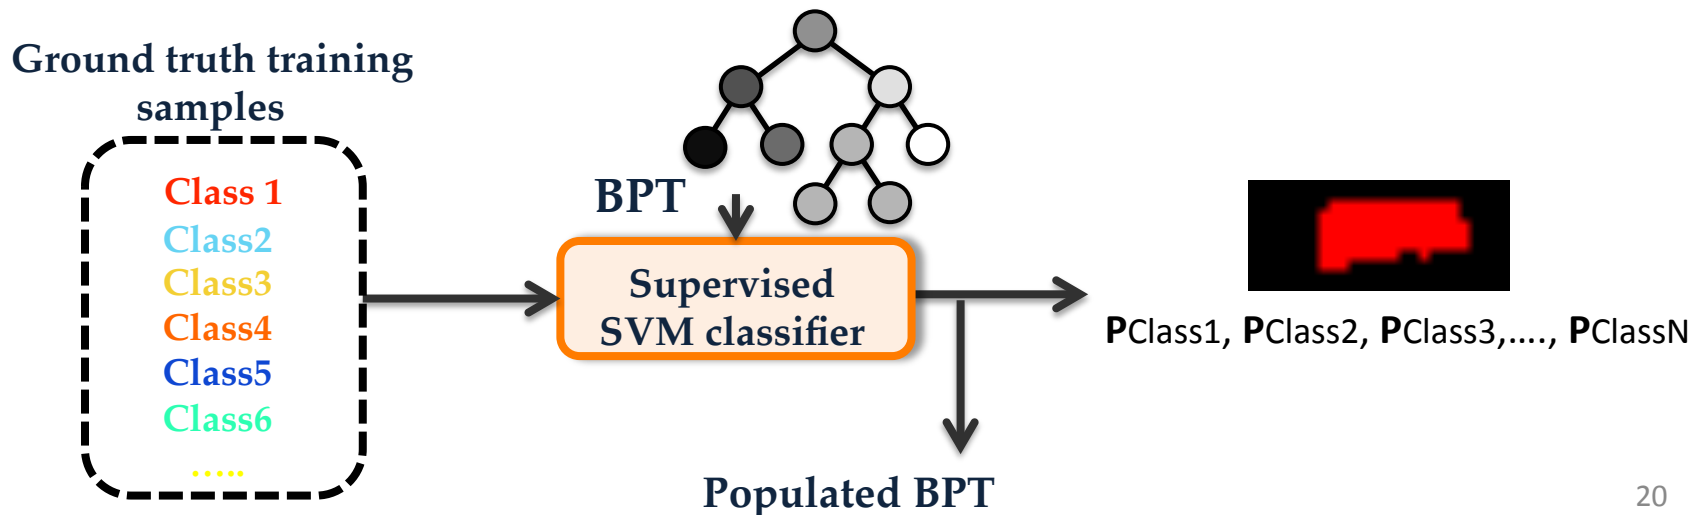 Ground truth training
samples
Class 1
Class2
Class3
Class4
Class5
Class6
.....
BPT
Supervised
SVM classifier
PClass1, PClass2, PClass3,...., PClassN
Populated BPT
20